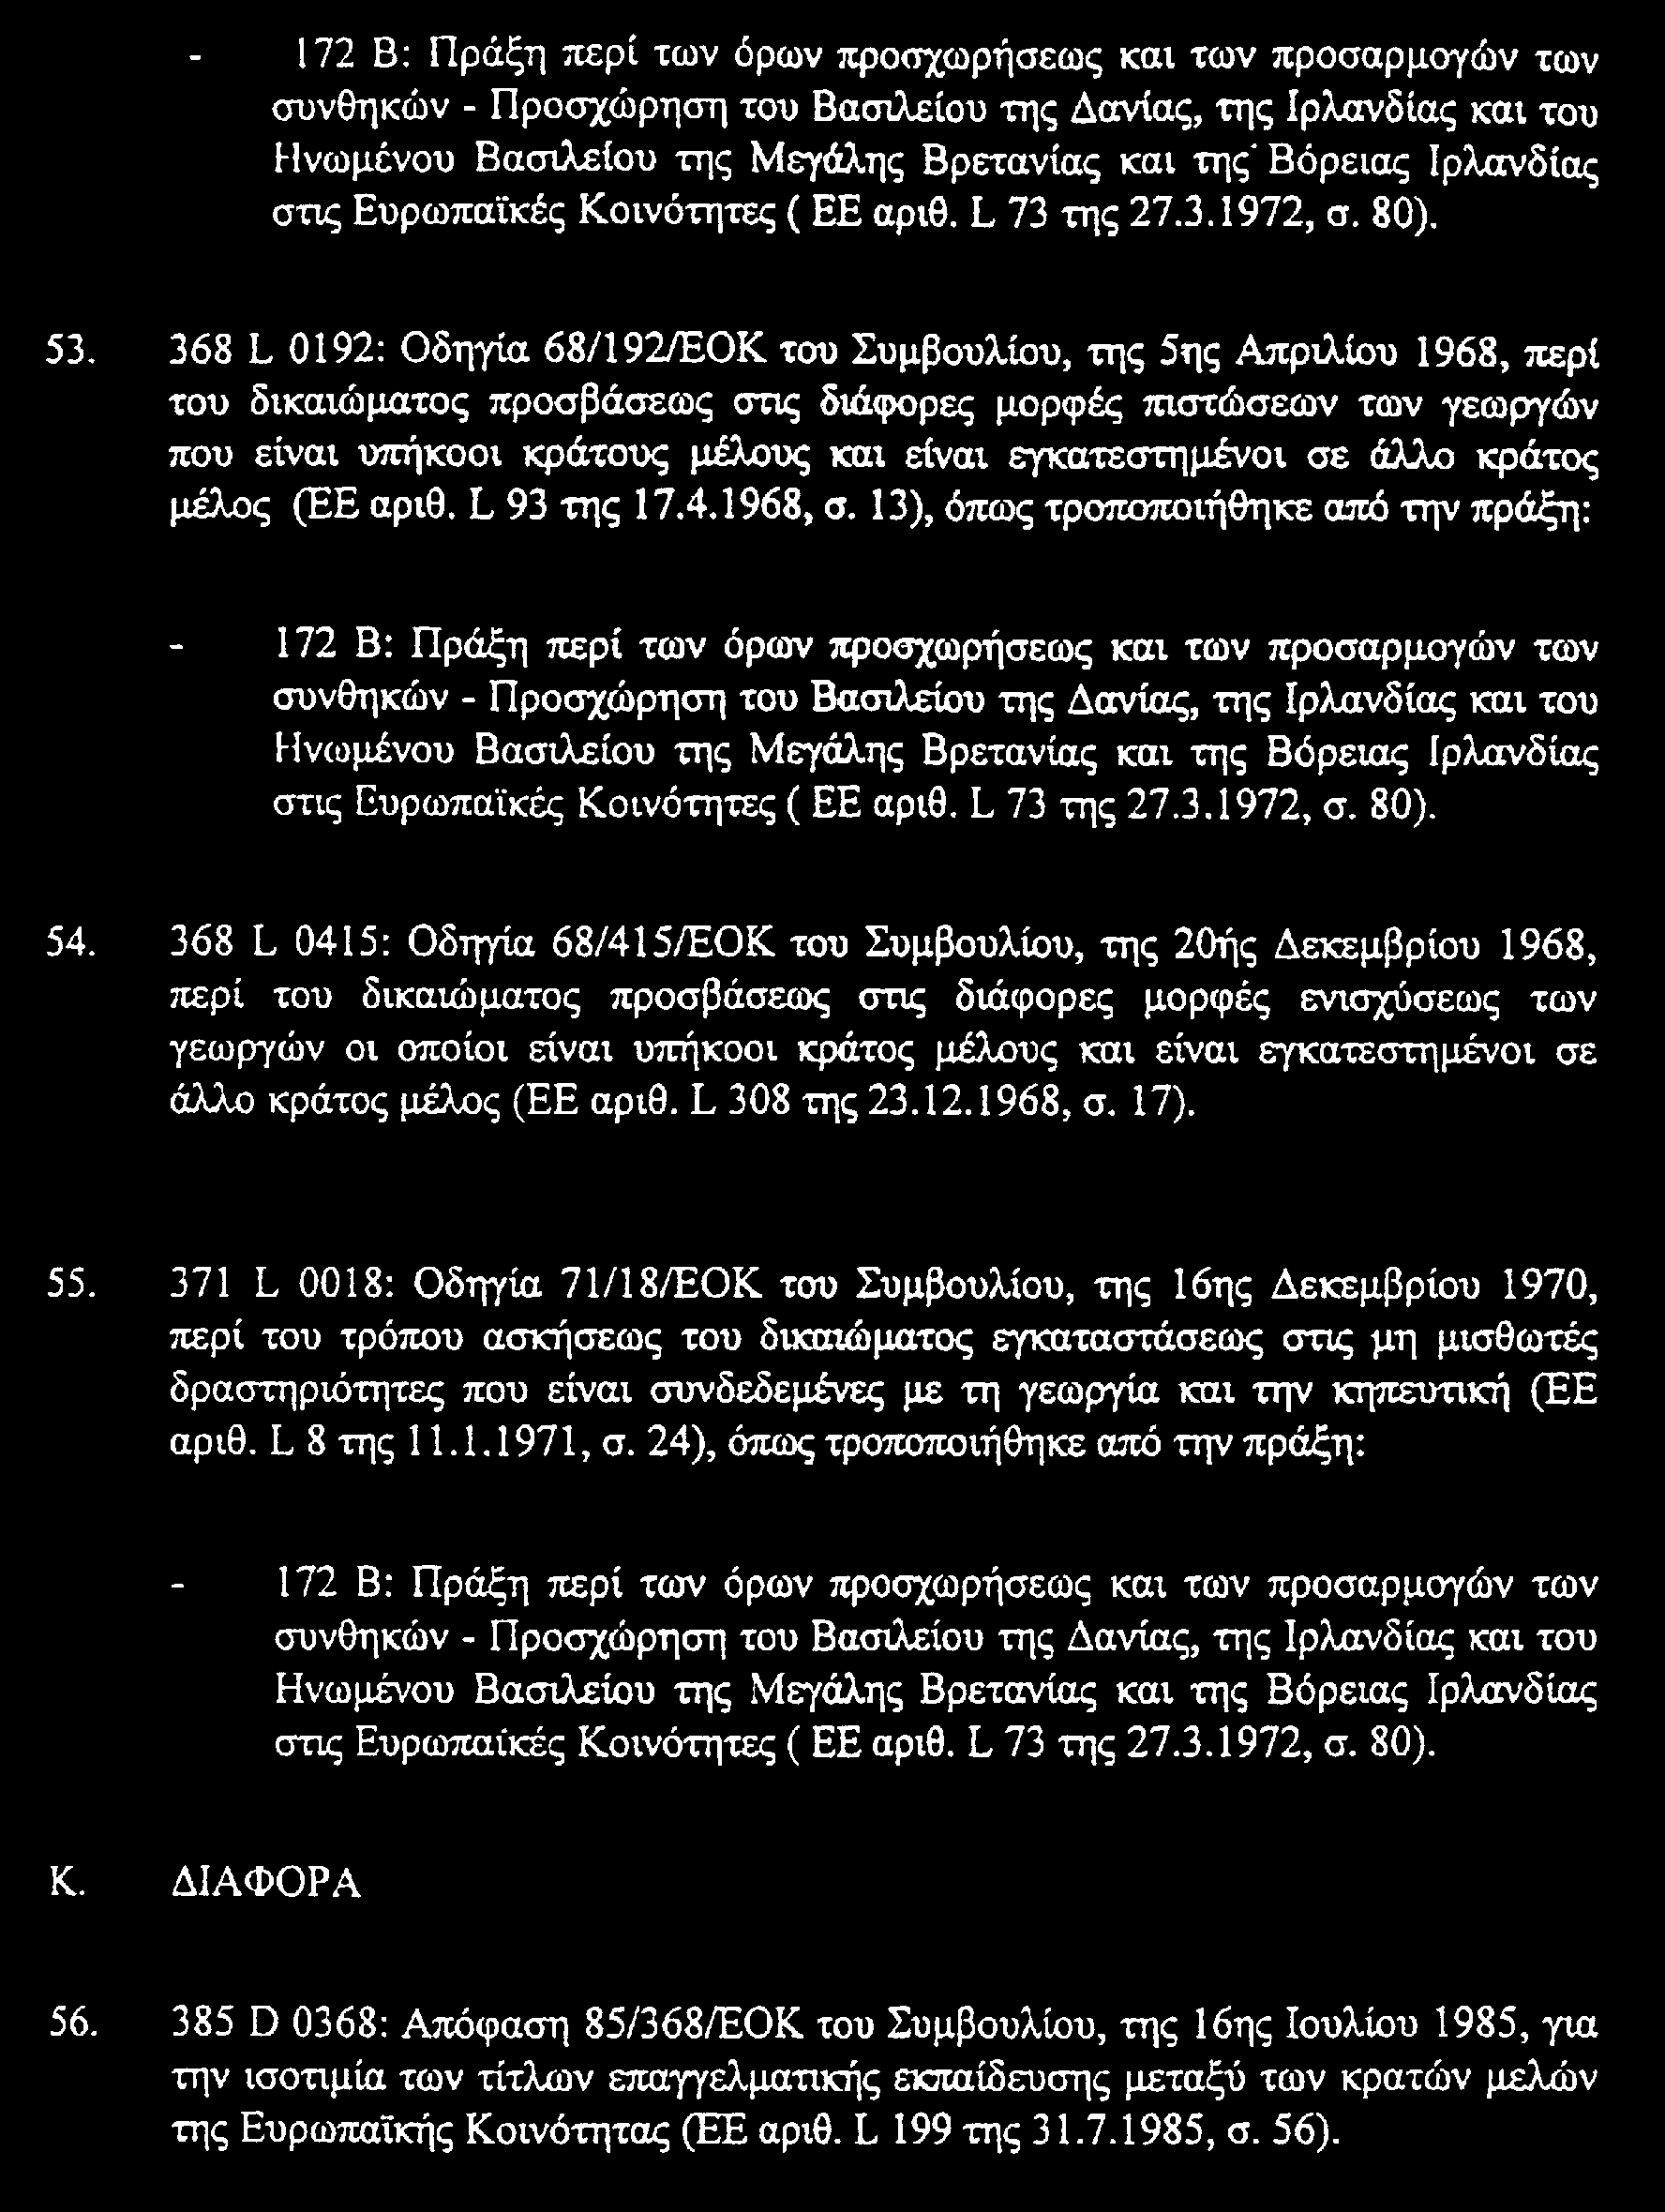 - 172 Β: Πράξη περί των όρων προσχωρήσεως και των προσαρμογών των
συνθηκών - Προσχώρηση του Βασιλείου της Δανίας, της Ιρλανδίας και του
Ηνωμένου Βασιλείου της Μεγάλης Βρετανίας και της Βόρειας Ιρλανδίας
στις Ευρωπαϊκές Κοινότητες ( ΕΕ αριθ. L 73 της 27.3.1972, σ. 80).
53. 368 L 0192: Οδηγία 68/192/ΕΟΚ του Συμβουλίου, της 5ης Απριλίου 1968, περί
του δικαιώματος προσβάσεως στις διάφορες μορφές πιστώσεων των γεωργών
που είναι υπήκοοι κράτους μέλους και είναι εγκατεστημένοι σε άλλο κράτος
μέλος (ΕΕ αριθ. L 93 της 17.4.1968, σ. 13), όπως τροποποιήθηκε από την πράξη:
- 172 Β: Πράξη περί των όρων προσχωρήσεως και των προσαρμογών των
συνθηκών - Προσχώρηση του Βασιλείου της Δανίας, της Ιρλανδίας και του
Ηνωμένου Βασιλείου της Μεγάλης Βρετανίας και της Βόρειας Ιρλανδίας
στις Ευρωπαϊκές Κοινότητες ( ΕΕ αριθ. L 73 της 27.3.1972, σ. 80).
54. 368 L 0415: Οδηγία 68/415/ΕΟΚ του Συμβουλίου, της 20ής Δεκεμβρίου 1968,
περί του δικαιώματος προσβάσεως στις διάφορες μορφές ενισχύσεως των
γεωργών οι οποίοι είναι υπήκοοι κράτος μέλους και είναι εγκατεστημένοι σε
άλλο κράτος μέλος (ΕΕ αριθ. L 308 της 23.12.1968, σ. 17).
55. 371 L 0018: Οδηγία 71/18/ΕΟΚ του Συμβουλίου, της 16ης Δεκεμβρίου 1970,
περί του τρόπου ασκήσεως του δικαιώματος εγκαταστάσεως στις μη μισθωτές
δραστηριότητες που είναι συνδεδεμένες με τη γεωργία και την κηπευτική (ΕΕ
αριθ. L 8 της 11.1.1971, σ. 24), όπως τροποποιήθηκε από την πράξη:
- 172 Β: Πράξη περί των όρων προσχωρήσεως και των προσαρμογών των
συνθηκών - Προσχώρηση του Βασιλείου της Δανίας, της Ιρλανδίας και του
Ηνωμένου Βασιλείου της Μεγάλης Βρετανίας και της Βόρειας Ιρλανδίας
στις Ευρωπαϊκές Κοινότητες ( ΕΕ αριθ. L 73 της 27.3.1972, σ. 80).
Κ. ΔΙΑΦΟΡΑ
56. 385 D 0368: Απόφαση 85/368/ΕΟΚ του Συμβουλίου, της 16ης Ιουλίου 1985, για
την ισοτιμία των τίτλων επαγγελματικής εκπαίδευσης μεταξύ των κρατών μελών
της Ευρωπαϊκής Κοινότητας (ΕΕ αριθ. L 199 της 31.7.1985, σ. 56).